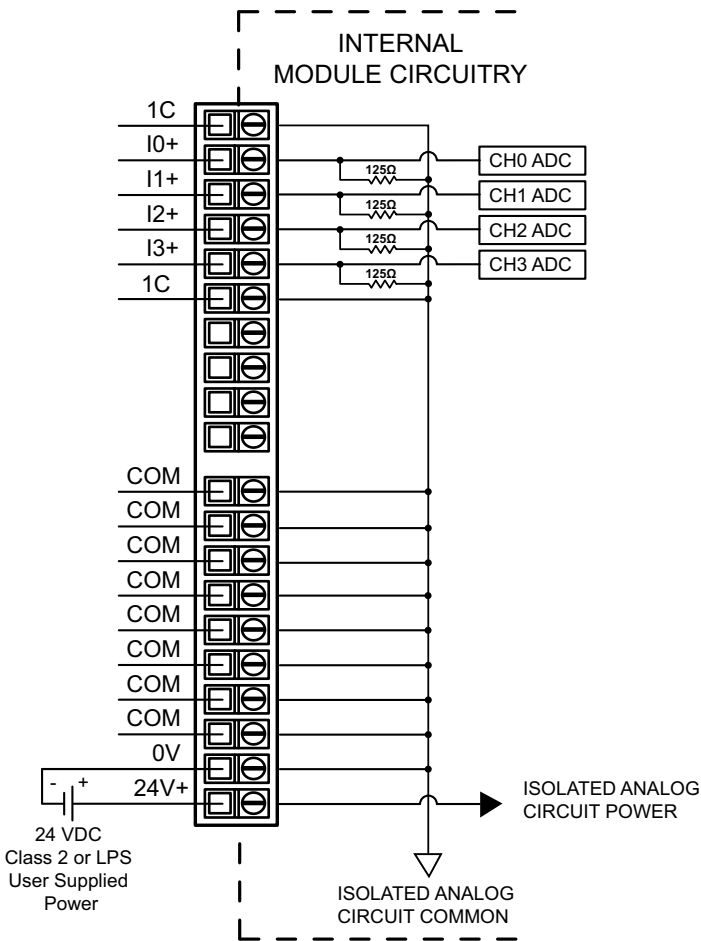 INTERNAL
MODULE CIRCUITRY
1C
I0+
I1+
I2+
I3+
1C
125Ω
125Ω
125Ω
125Ω
CH0 ADC
CH1 ADC
CH2 ADC
CH3 ADC
COM
COM
COM
COM
COM
COM
COM
COM
0V
24V+
- +
24 VDC
Class 2 or LPS
User Supplied
Power
ISOLATED ANALOG
CIRCUIT POWER
ISOLATED ANALOG
CIRCUIT COMMON